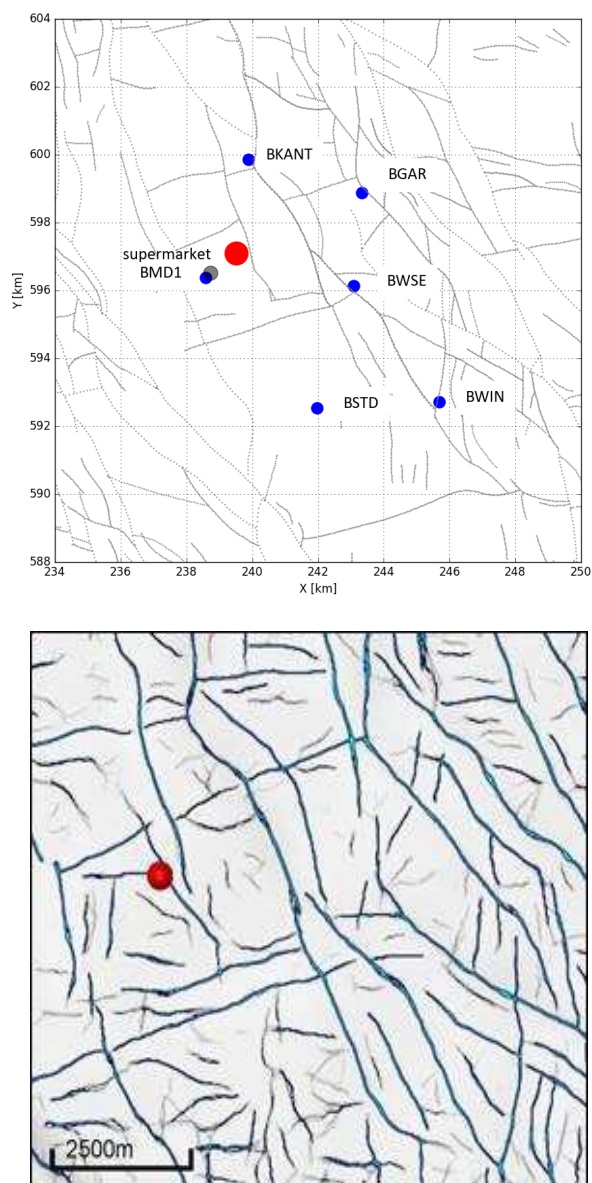 604
602
BKANT
600
BGAR
598
supermarket
BMD1
BWSE
596
Y [km]
594
BSTD
BWIN
592
590
588
234 236 238 240 242 244 246 248 250
X [km]
2500m